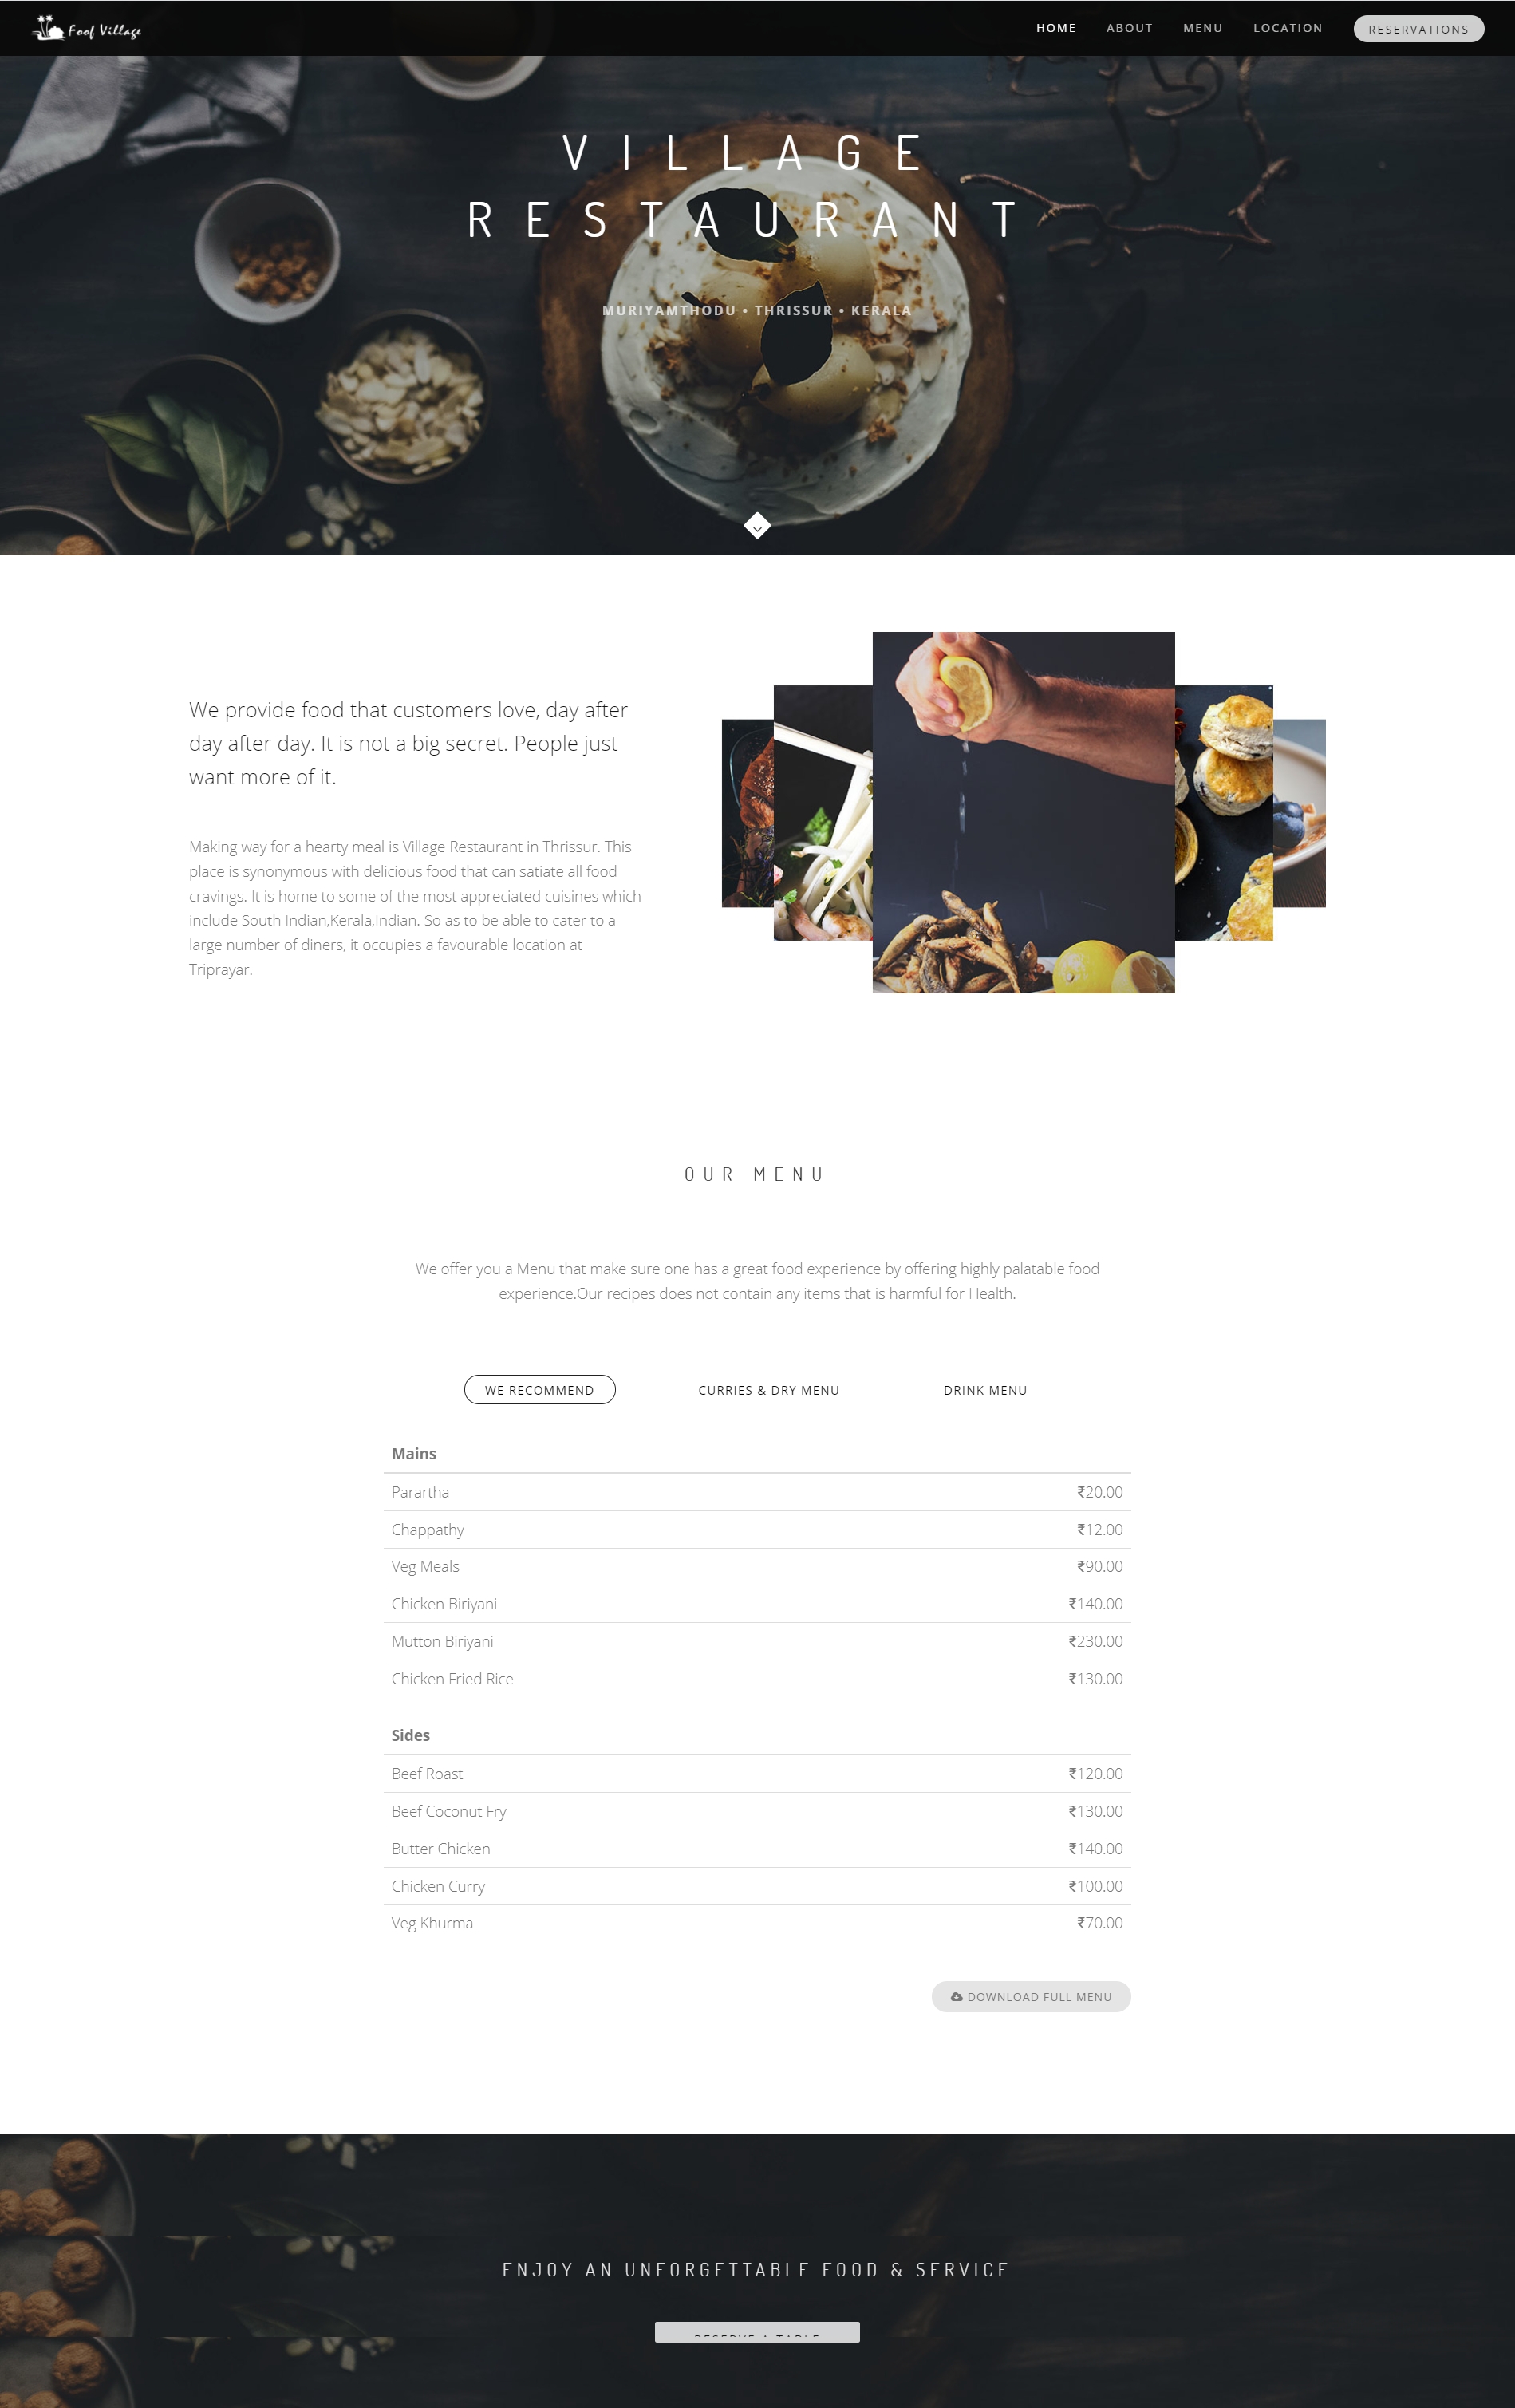 Foof Village
HOME ABOUT MENU LOCATION RESERVATIONS
VILLAGE
RESTAURANT
MURIYAMTHODU • THRISSUR • KERALA
We provide food that customers love, day after
day after day. It is not a big secret. People just
want more of it.
Making way for a hearty meal is Village Restaurant in Thrissur. This
place is synonymous with delicious food that can satiate all food
cravings. It is home to some of the most appreciated cuisines which
include South Indian,Kerala,Indian. So as to be able to cater to a
large number of diners, it occupies a favourable location at
Triprayar.
OUR MENU
We offer you a Menu that make sure one has a great food experience by offering highly palatable food
experience.Our recipes does not contain any items that is harmful for Health.
WE RECOMMEND CURRIES & DRY MENU DRINK MENU
Mains
Parartha ₹20.00
Chappathy ₹12.00
Veg Meals ₹90.00
Chicken Biriyani ₹140.00
Mutton Biriyani ₹230.00
Chicken Fried Rice ₹130.00
Sides
Beef Roast ₹120.00
Beef Coconut Fry ₹130.00
Butter Chicken ₹140.00
Chicken Curry ₹100.00
Veg Khurma ₹70.00
DOWNLOAD FULL MENU
ENJOY AN UNFORGETTABLE FOOD & SERVICE
RESERVE A TABLE